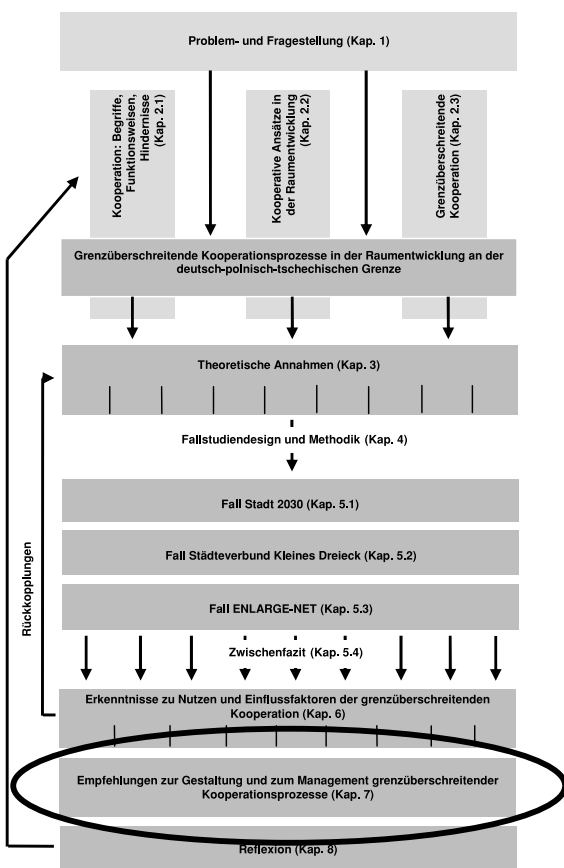 Problem- und Fragestellung (Kap. 1)
Kooperation: Begriffe,
Funktionsweisen,
Hindernisse
(Kap. 2.1)
Kooperative Ansätze in
der Raumentwicklung
(Kap. 2.2)
Grenzüberschreitende
Kooperation (Kap. 2.3)
Grenzüberschreitende Kooperationsprozesse in der Raumentwicklung an der
deutsch-polnisch-tschechischen Grenze
Theoretische Annahmen (Kap. 3)
Fallstudiendesign und Methodik (Kap. 4)
Fall Stadt 2030 (Kap. 5.1)
Fall Städteverbund Kleines Dreieck (Kap. 5.2)
Fall ENLARGE-NET (Kap. 5.3)
Rückkopplungen
Zwischenfazit (Kap. 5.4)
Erkenntnisse zu Nutzen und Einflussfaktoren der grenzüberschreitenden
Kooperation (Kap. 6)
Empfehlungen zur Gestaltung und zum Management grenzüberschreitender
Kooperationsprozesse (Kap. 7)
Reflexion (Kap. 8)